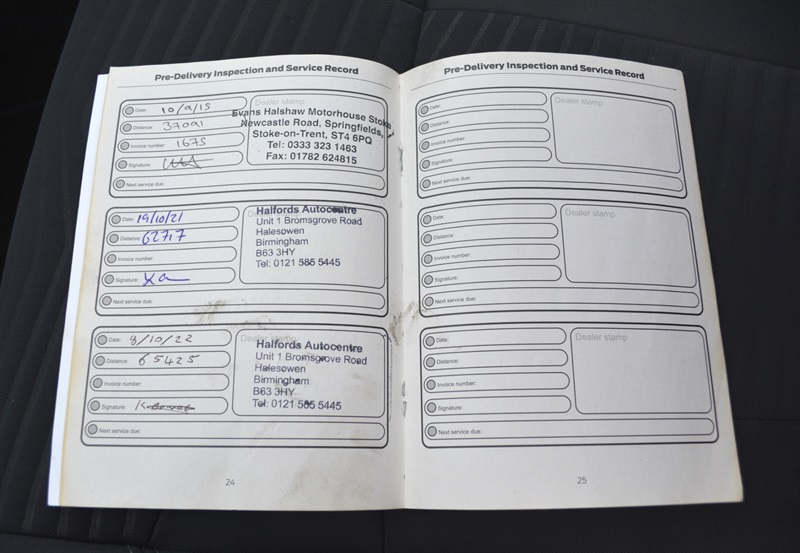 Pre-Delivery Inspection and Service Record
Date: 10/9/15
Distance: 37091
Invoice number: 1675
Signature:
Next service due:
Dealer stamp
Evans Halshaw Motorhouse Stoke
Newcastle Road, Springfields,
Stoke-on-Trent, ST4 6PQ
Tel: 0333 323 1463
Fax: 01782 624815
Date: 19/10/21
Distance: 62717
Invoice number:
Signature:
Next service due:
Halfords Autocentre
Unit 1 Bromsgrove Road
Halesowen
Birmingham
B63 3HY
Tel: 0121 585 5445
Date: 8/10/22
Distance: 65425
Invoice number:
Signature:
Next service due:
Dealer stamp
Halfords Autocentre
Unit 1 Bromsgrove Road
Halesowen
Birmingham
B63 3HY
Tel: 0121 585 5445
24
Pre-Delivery Inspection and Service Record
Date:
Distance:
Invoice number:
Signature:
Next service due:
Dealer stamp
Date:
Distance:
Invoice number:
Signature:
Next service due:
Dealer stamp
Date:
Distance:
Invoice number:
Signature:
Next service due:
Dealer stamp
25